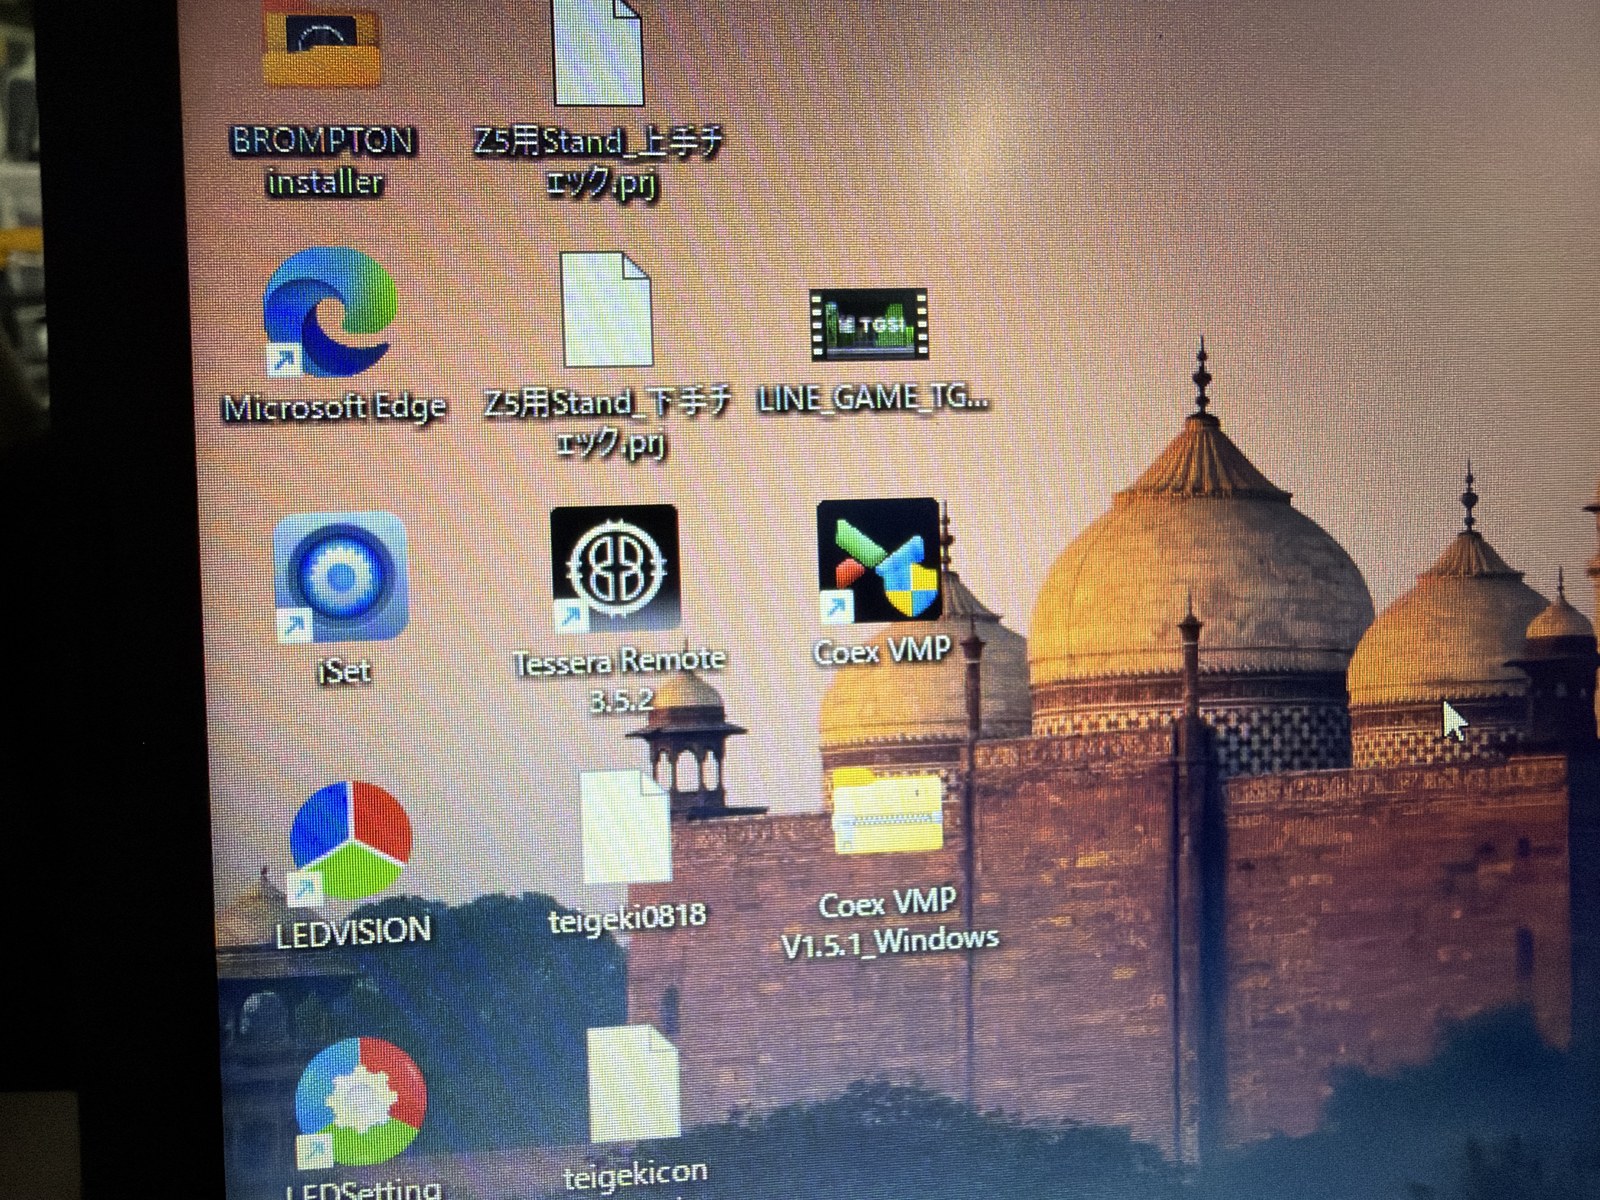 BROMPTON
installer
Z5用Stand_上手チ
ェック.prj
Microsoft Edge
Z5用Stand_下手チ
ェック.prj
TGS
LINE_GAME_TG...
iSet
Tessera Remote
3.5.2
Coex VMP
LEDVISION
teigeki0818
Coex VMP
V1.5.1_Windows
LEDSetting
teigekicon